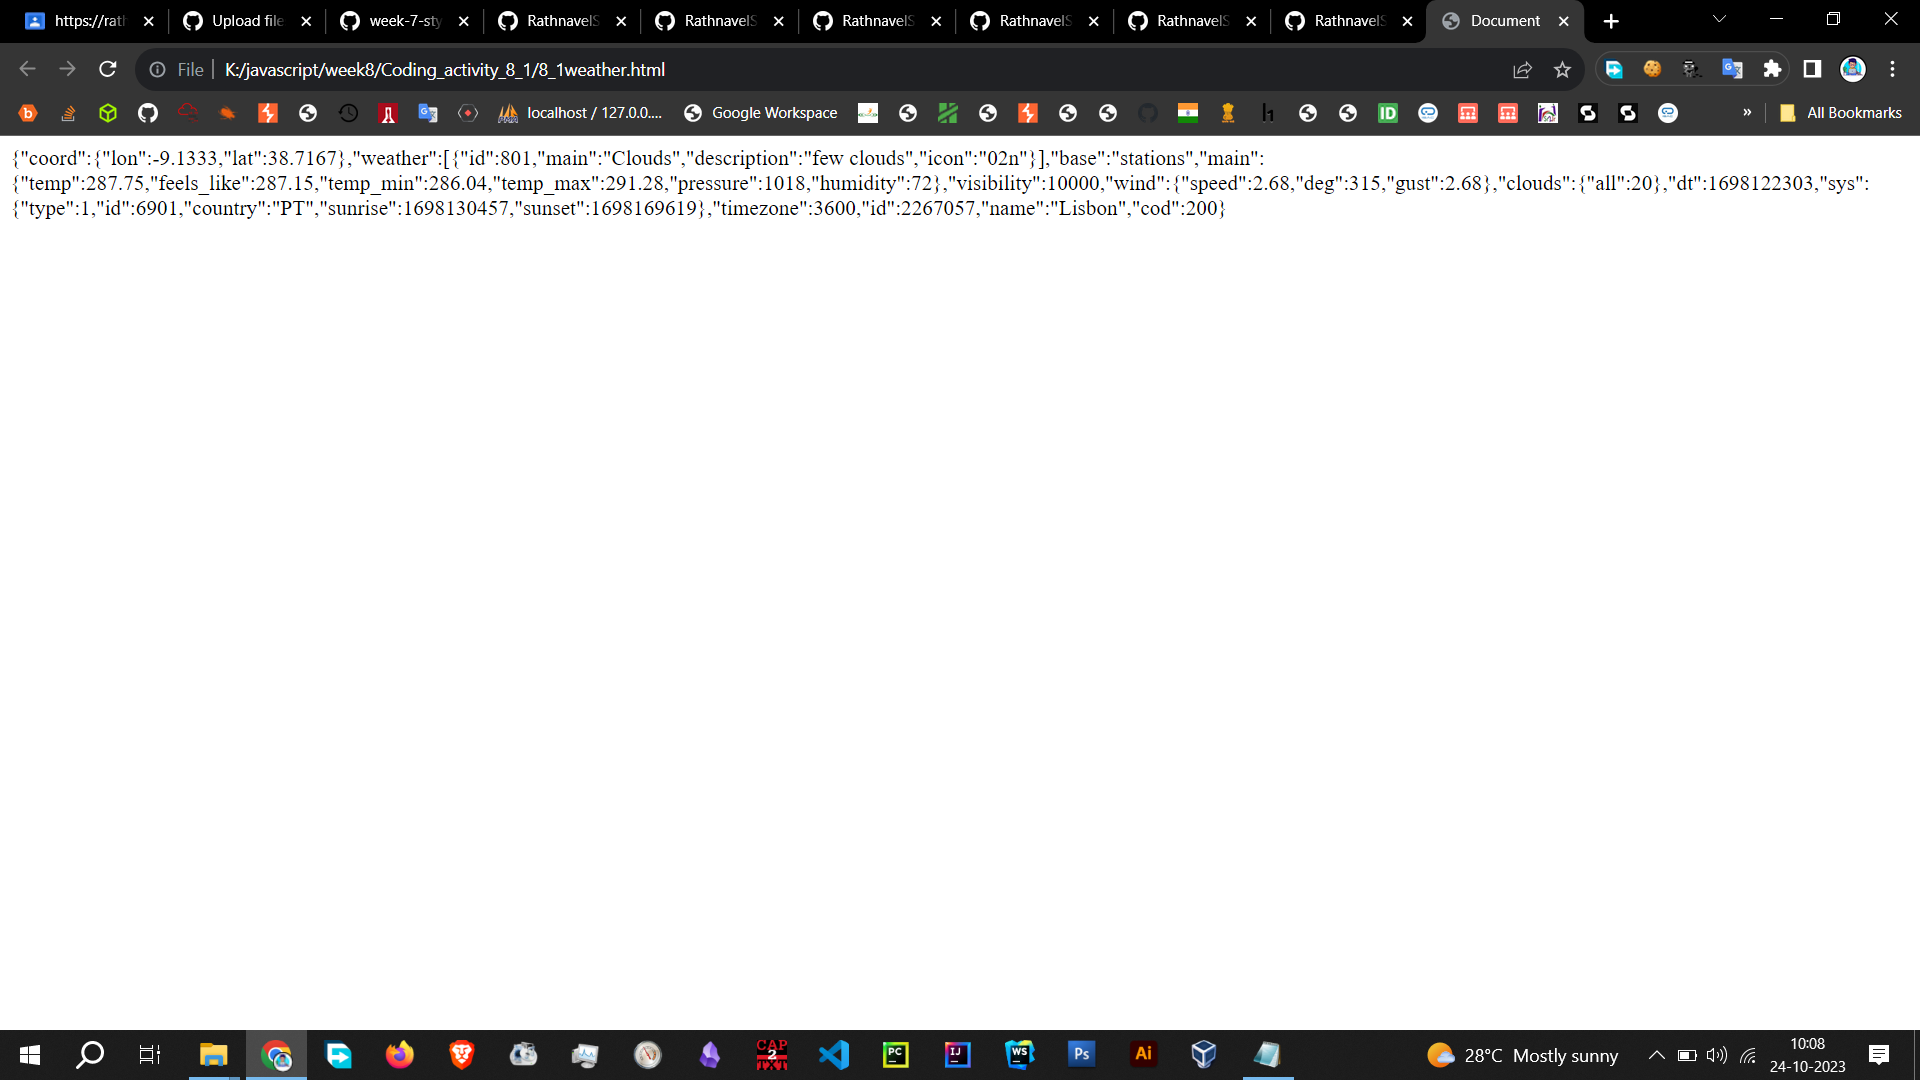 https://rath
Upload file
week-7-sty
RathnavelS
RathnavelS
RathnavelS
RathnavelS
RathnavelS
RathnavelS
Document
File
K:/javascript/week8/Coding_activity_8_1/8_1weather.html
localhost / 127.0.0....
Google Workspace
»
All Bookmarks
{"coord":{"lon":-9.1333,"lat":38.7167},"weather":[{"id":801,"main":"Clouds","description":"few clouds","icon":"02n"}],"base":"stations","main":
{"temp":287.75,"feels_like":287.15,"temp_min":286.04,"temp_max":291.28,"pressure":1018,"humidity":72},"visibility":10000,"wind":{"speed":2.68,"deg":315,"gust":2.68},"clouds":{"all":20},"dt":1698122303,"sys":
{"type":1,"id":6901,"country":"PT","sunrise":1698130457,"sunset":1698169619},"timezone":3600,"id":2267057,"name":"Lisbon","cod":200}
28°C Mostly sunny
10:08
24-10-2023